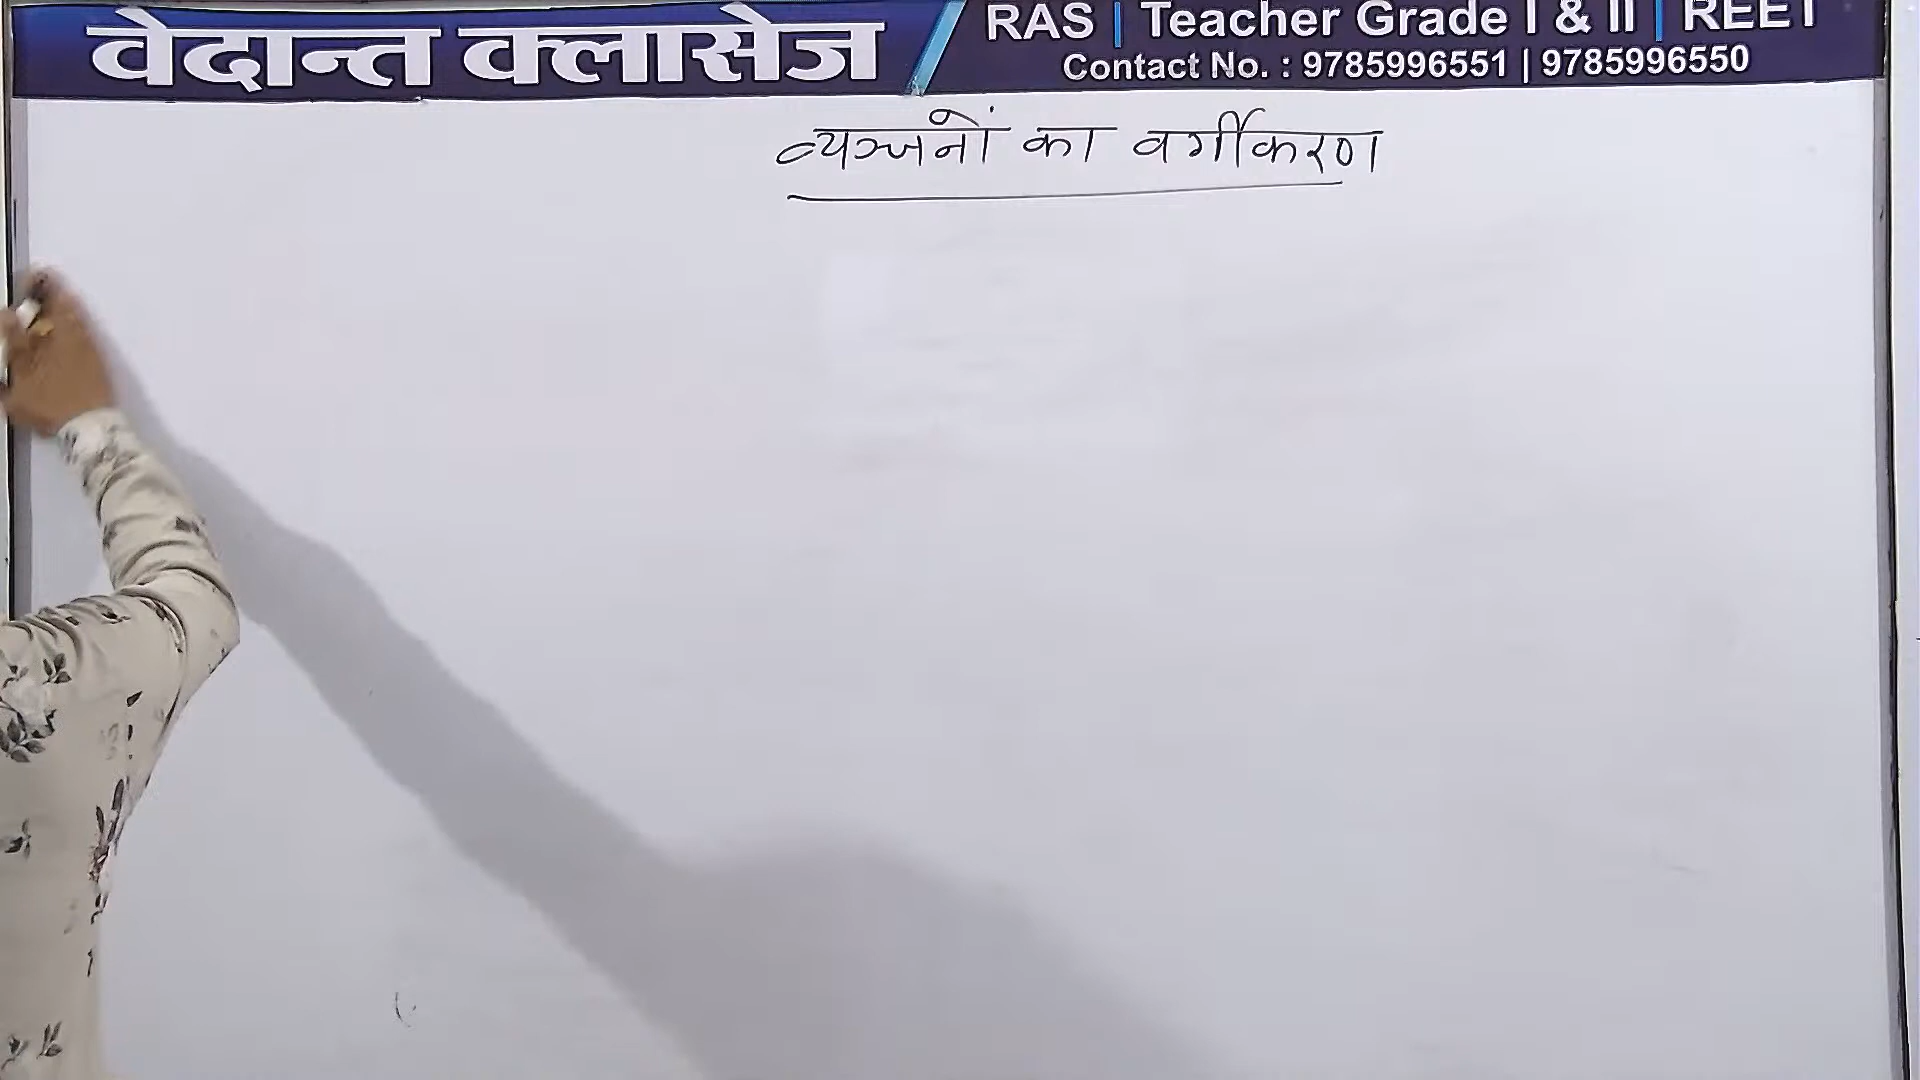 वेदान्त क्लासेज
RAS | Teacher Grade I & II | REET
Contact No. : 9785996551 | 9785996550
व्यञ्जनों का वर्गीकरण